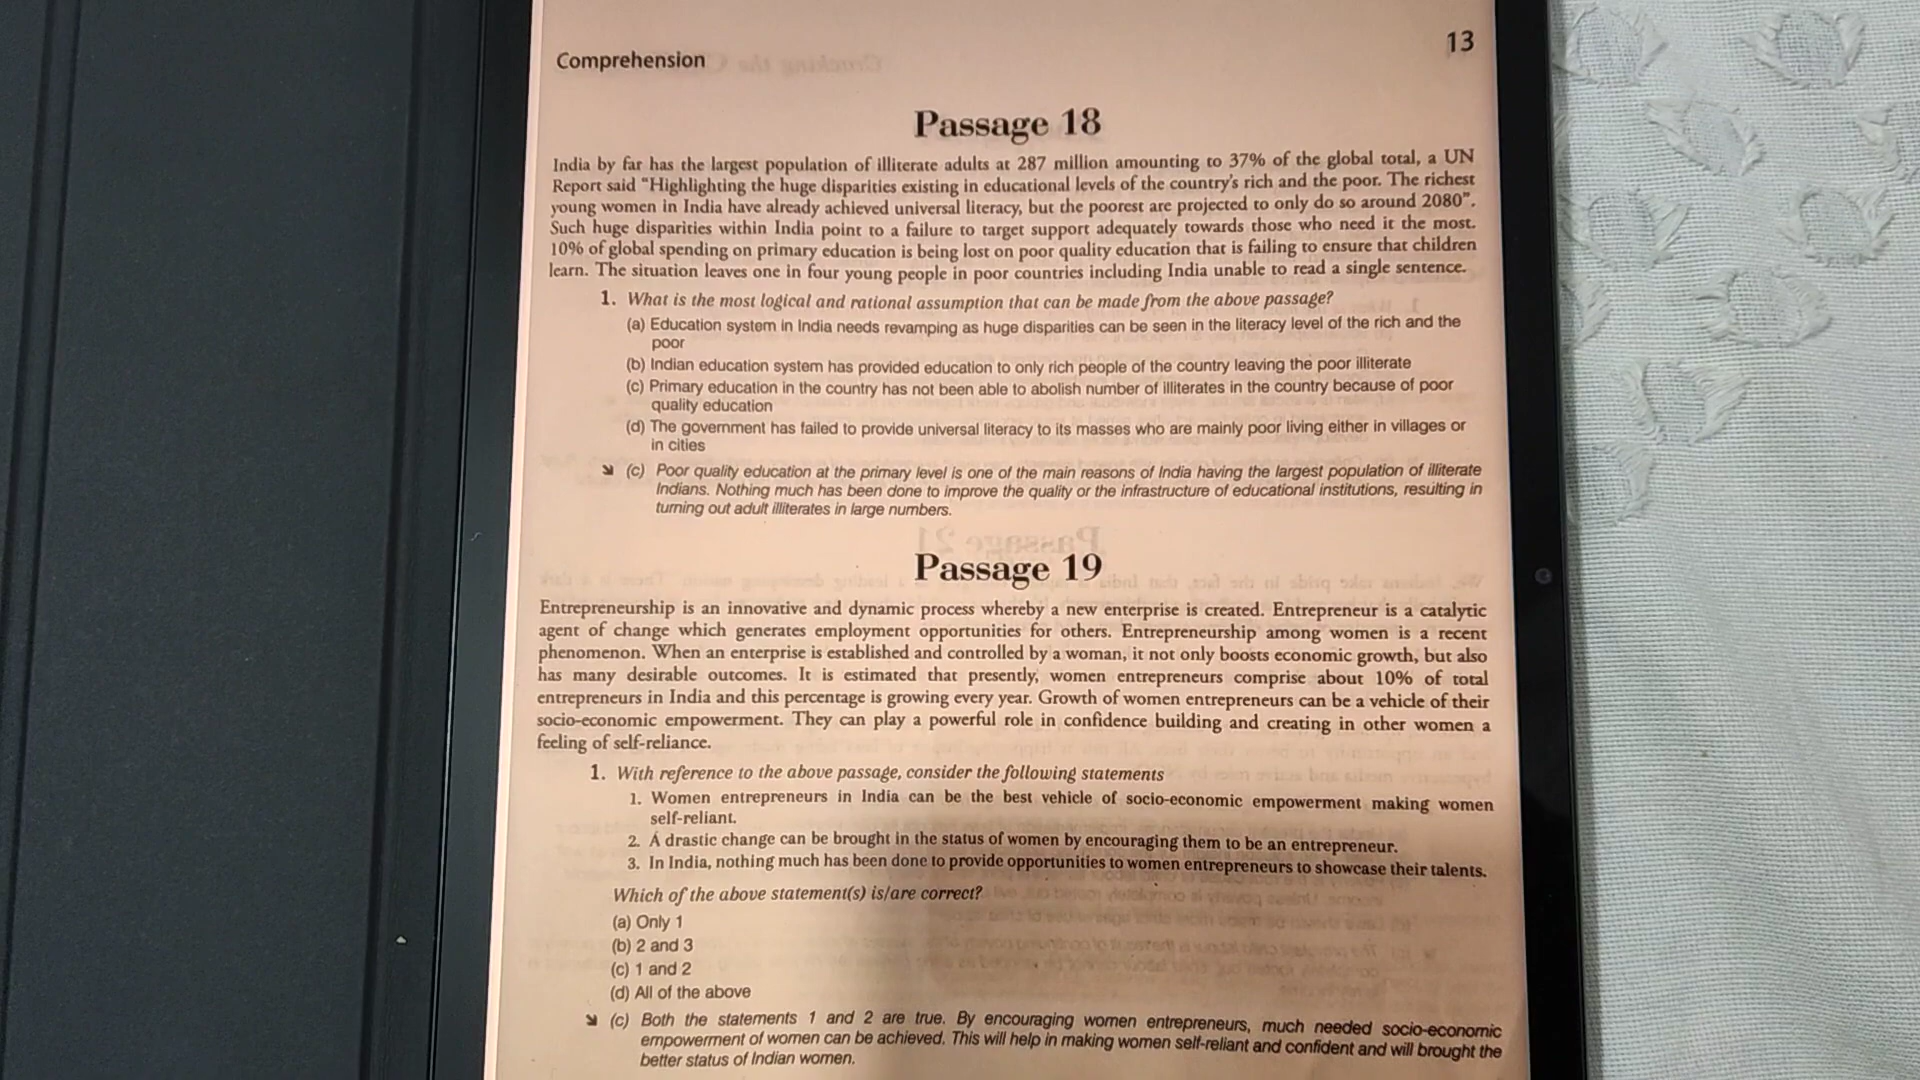 Comprehension
13
Passage 18
India by far has the largest population of illiterate adults at 287 million amounting to 37% of the global total, a UN
Report said "Highlighting the huge disparities existing in educational levels of the country's rich and the poor. The richest
young women in India have already achieved universal literacy, but the poorest are projected to only do so around 2080".
Such huge disparities within India point to a failure to target support adequately towards those who need it the most.
10% of global spending on primary education is being lost on poor quality education that is failing to ensure that children
learn. The situation leaves one in four young people in poor countries including India unable to read a single sentence.
1. What is the most logical and rational assumption that can be made from the above passage?
(a) Education system in India needs revamping as huge disparities can be seen in the literacy level of the rich and the
poor
(b) Indian education system has provided education to only rich people of the country leaving the poor illiterate
(c) Primary education in the country has not been able to abolish number of illiterates in the country because of poor
quality education
(d) The government has failed to provide universal literacy to its masses who are mainly poor living either in villages or
in cities
(c) Poor quality education at the primary level is one of the main reasons of India having the largest population of illiterate
Indians. Nothing much has been done to improve the quality or the infrastructure of educational institutions, resulting in
turning out adult illiterates in large numbers.
Passage 19
Entrepreneurship is an innovative and dynamic process whereby a new enterprise is created. Entrepreneur is a catalytic
agent of change which generates employment opportunities for others. Entrepreneurship among women is a recent
phenomenon. When an enterprise is established and controlled by a woman, it not only boosts economic growth, but also
has many desirable outcomes. It is estimated that presently, women entrepreneurs comprise about 10% of total
entrepreneurs in India and this percentage is growing every year. Growth of women entrepreneurs can be a vehicle of their
socio-economic empowerment. They can play a powerful role in confidence building and creating in other women a
feeling of self-reliance.
1. With reference to the above passage, consider the following statements
1. Women entrepreneurs in India can be the best vehicle of socio-economic empowerment making women
self-reliant.
2. A drastic change can be brought in the status of women by encouraging them to be an entrepreneur.
3. In India, nothing much has been done to provide opportunities to women entrepreneurs to showcase their talents.
Which of the above statement(s) is/are correct?
(a) Only 1
(b) 2 and 3
(c) 1 and 2
(d) All of the above
(c) Both the statements 1 and 2 are true. By encouraging women entrepreneurs, much needed socio-economic
empowerment of women can be achieved. This will help in making women self-reliant and confident and will brought the
better status of Indian women.